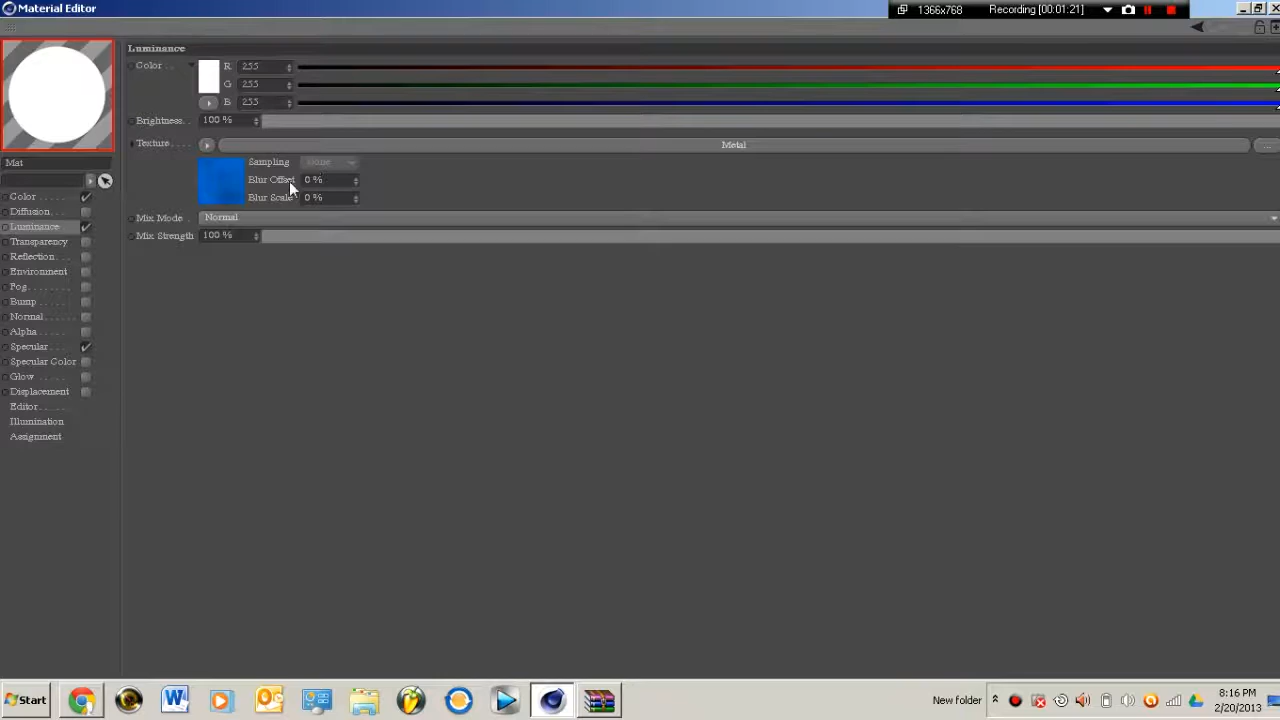 Material Editor
1366x768 Recording [00:01:21]
Luminance
Color . . R 255
G 255
B 255
Brightness. . 100 %
Texture . . . . Metal ...
Sampling
Blur Offset 0 %
Blur Scale 0 %
Mix Mode . Normal
Mix Strength 100 %
Mat
Color . . . . .
Diffusion. . .
Luminance
Transparency
Reflection. .
Environment
Fog. . . . . . .
Bump . . . . .
Normal. . . .
Alpha. . . . .
Specular. . .
Specular Color
Glow . . . . .
Displacement
Editor. . . . .
Illumination
Assignment
Start New folder 8:16 PM
2/20/2013